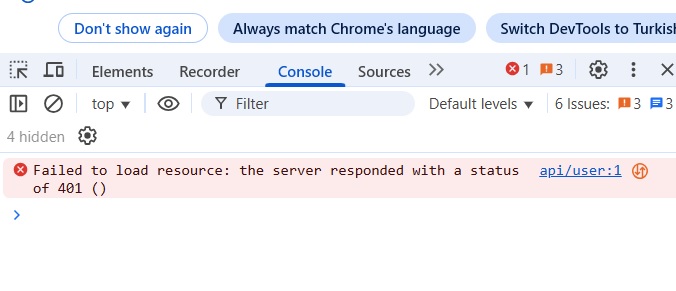 Don't show again
Always match Chrome's language
Switch DevTools to Turkish
Elements
Recorder
Console
Sources
1
3
top
Filter
Default levels
6 Issues:
3
3
4 hidden
Failed to load resource: the server responded with a status
api/user:1
of 401 ()